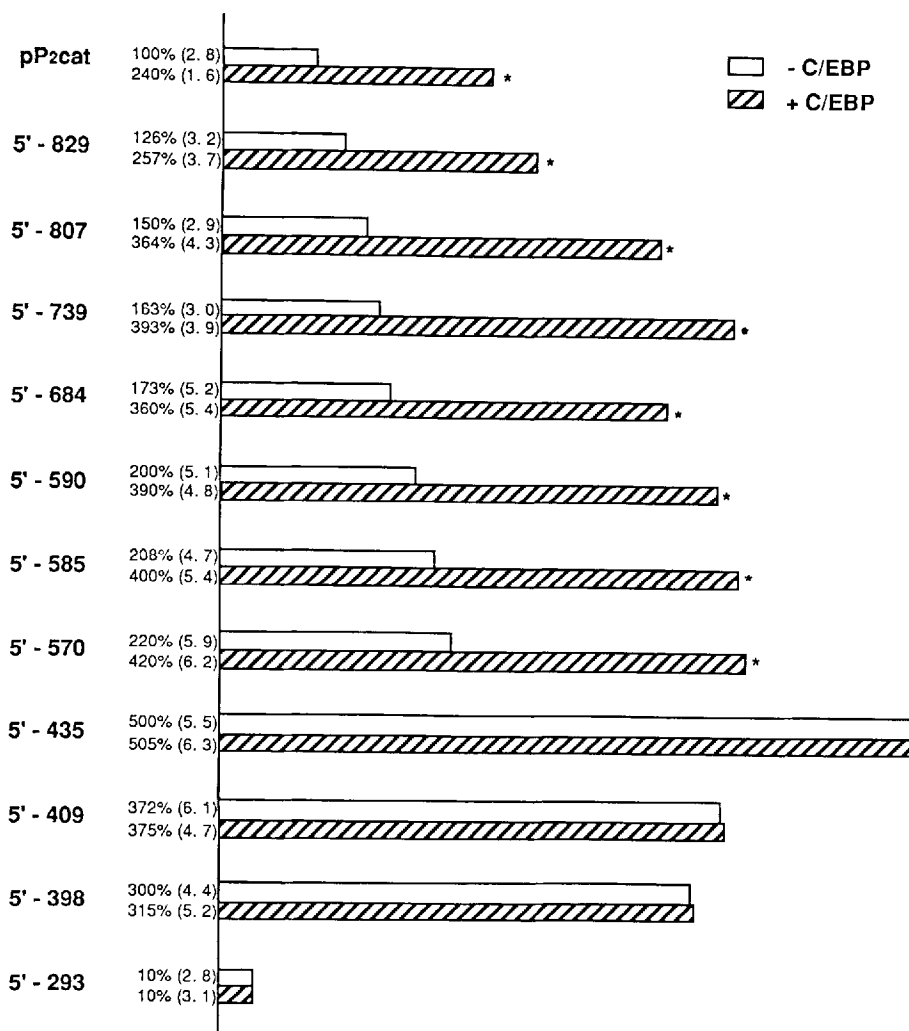 pP2cat
100% (2. 8)
240% (1. 6)
*
- C/EBP
+ C/EBP
5' - 829
126% (3. 2)
257% (3. 7)
*
5' - 807
150% (2. 9)
364% (4. 3)
*
5' - 739
163% (3. 0)
393% (3. 9)
*
5' - 684
173% (5. 2)
360% (5. 4)
*
5' - 590
200% (5. 1)
390% (4. 8)
*
5' - 585
208% (4. 7)
400% (5. 4)
*
5' - 570
220% (5. 9)
420% (6. 2)
*
5' - 435
500% (5. 5)
505% (6. 3)
5' - 409
372% (6. 1)
375% (4. 7)
5' - 398
300% (4. 4)
315% (5. 2)
5' - 293
10% (2. 8)
10% (3. 1)